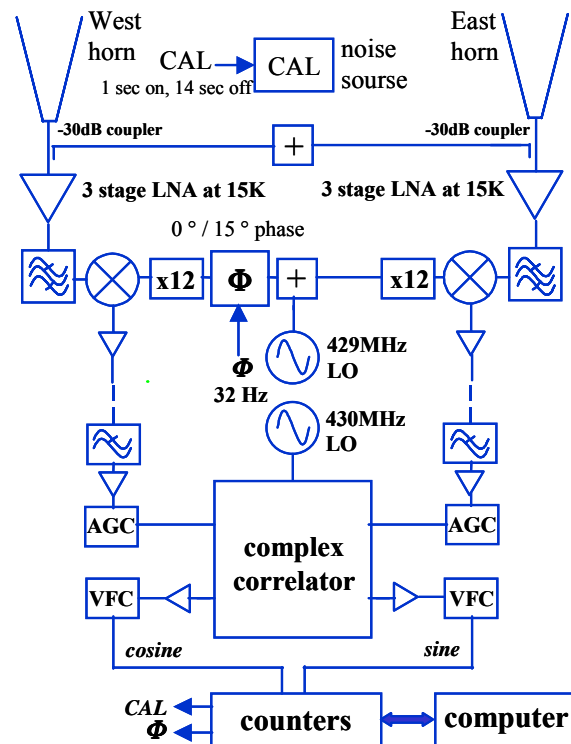 West horn
East horn
CAL
1 sec on, 14 sec off
CAL
noise sourse
-30dB coupler
-30dB coupler
+
3 stage LNA at 15K
3 stage LNA at 15K
0 ° / 15 ° phase
x12
Φ
+
x12
Φ
32 Hz
429MHz LO
430MHz LO
AGC
complex correlator
AGC
VFC
VFC
cosine
sine
CAL
Φ
counters
computer